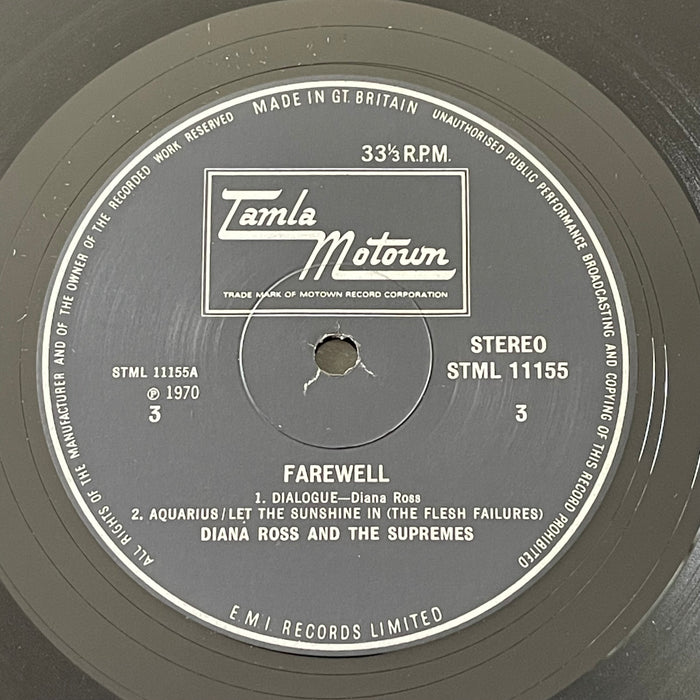 MADE IN GT. BRITAIN
UNAUTHORISED PUBLIC PERFORMANCE BROADCASTING AND COPYING OF THIS RECORD PROHIBITED
ALL RIGHTS OF THE MANUFACTURER AND OF THE OWNER OF THE RECORDED WORK RESERVED
33⅓ R.P.M.
Tamla
Motown
TRADE MARK OF MOTOWN RECORD CORPORATION
STEREO
STML 11155
3
STML 11155A
℗ 1970
3
FAREWELL
1. DIALOGUE—Diana Ross
2. AQUARIUS/LET THE SUNSHINE IN (THE FLESH FAILURES)
DIANA ROSS AND THE SUPREMES
E.M.I RECORDS LIMITED